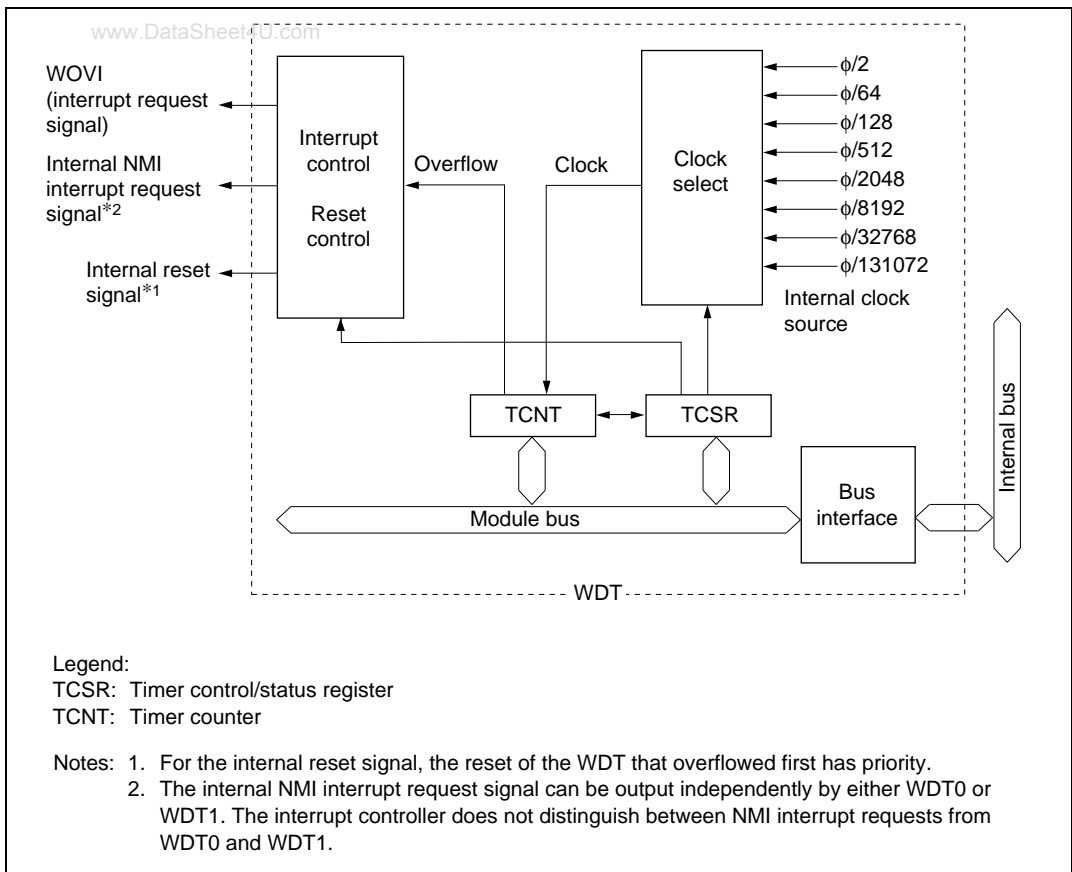 www.DataSheet4U.com
WOVI
(interrupt request
signal)
Internal NMI
interrupt request
signal*2
Internal reset
signal*1
Interrupt
control
Reset
control
Overflow
Clock
Clock
select
ϕ/2
ϕ/64
ϕ/128
ϕ/512
ϕ/2048
ϕ/8192
ϕ/32768
ϕ/131072
Internal clock
source
TCNT
TCSR
Module bus
Bus
interface
Internal bus
WDT
Legend:
TCSR: Timer control/status register
TCNT: Timer counter
Notes: 1. For the internal reset signal, the reset of the WDT that overflowed first has priority.
2. The internal NMI interrupt request signal can be output independently by either WDT0 or
WDT1. The interrupt controller does not distinguish between NMI interrupt requests from
WDT0 and WDT1.